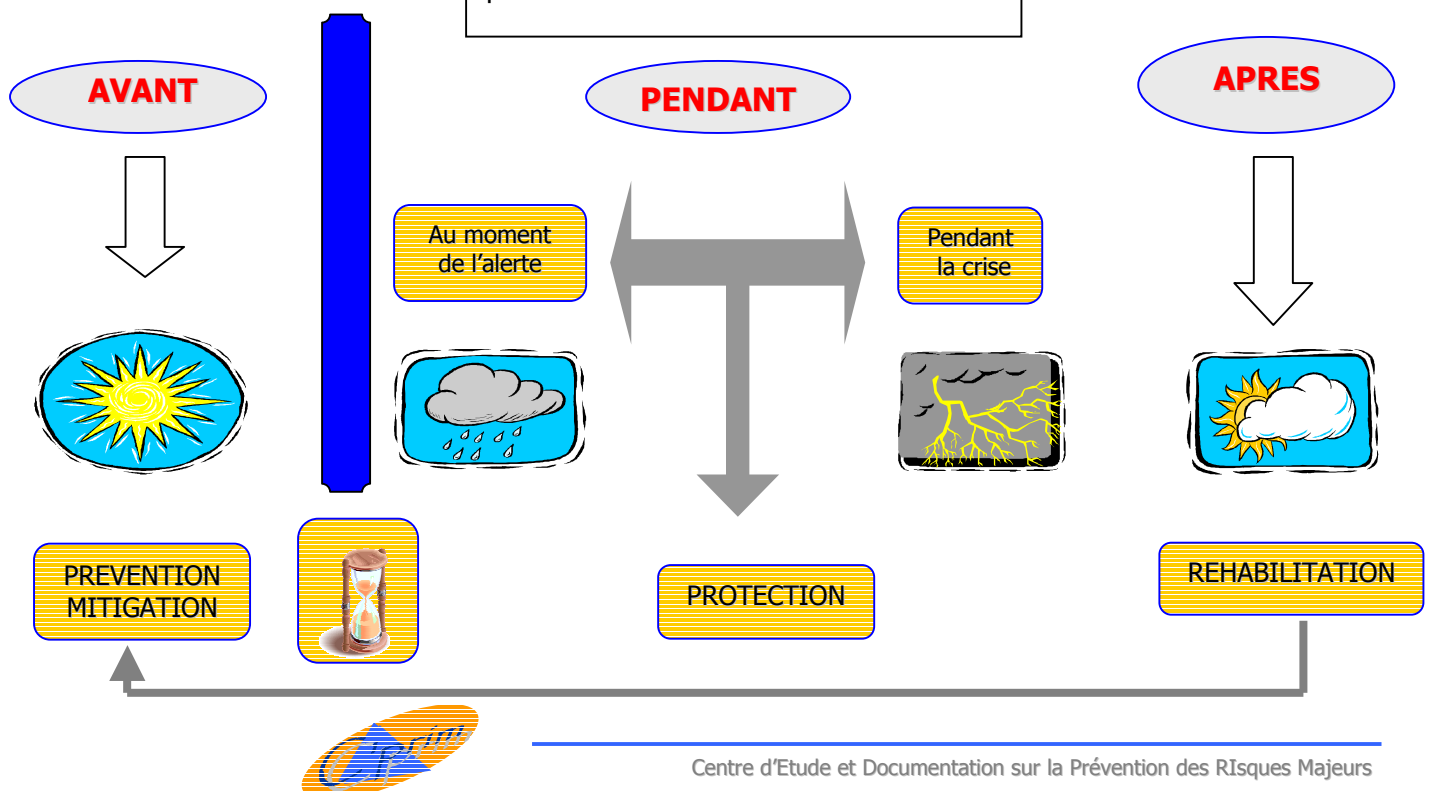 AVANT
PENDANT
APRES
Au moment
de l’alerte
Pendant
la crise
PREVENTION
MITIGATION
PROTECTION
REHABILITATION
Centre d’Etude et Documentation sur la Prévention des RIsques Majeurs